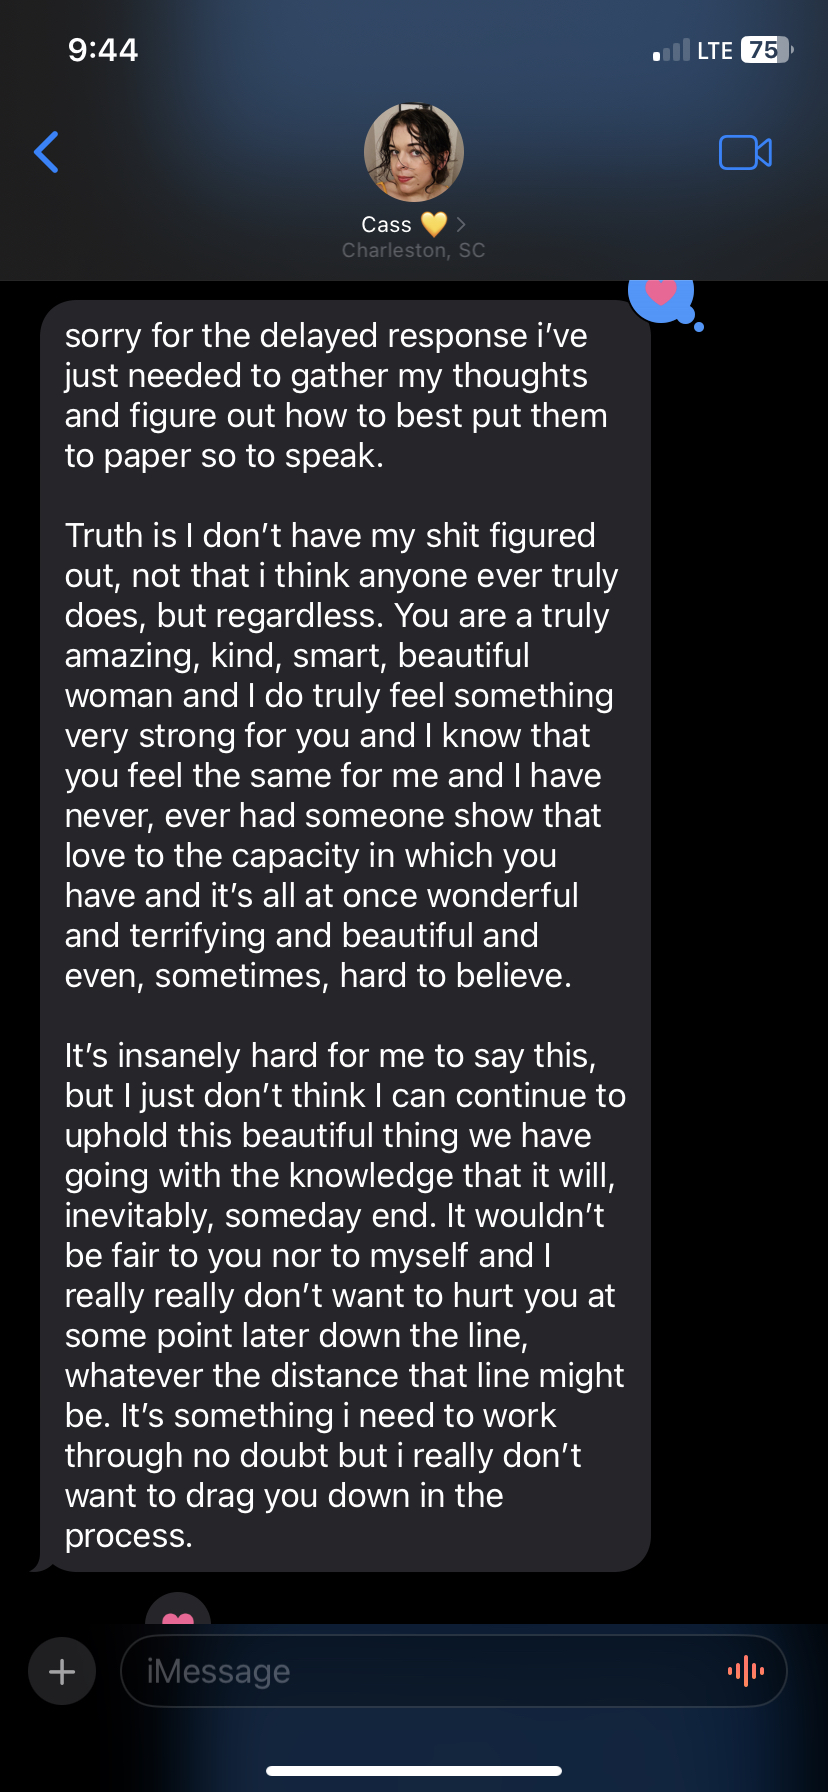 9:44
LTE 75
Cass 💛 >
Charleston, SC
sorry for the delayed response i’ve
just needed to gather my thoughts
and figure out how to best put them
to paper so to speak.
Truth is I don’t have my shit figured
out, not that i think anyone ever truly
does, but regardless. You are a truly
amazing, kind, smart, beautiful
woman and I do truly feel something
very strong for you and I know that
you feel the same for me and I have
never, ever had someone show that
love to the capacity in which you
have and it’s all at once wonderful
and terrifying and beautiful and
even, sometimes, hard to believe.
It’s insanely hard for me to say this,
but I just don’t think I can continue to
uphold this beautiful thing we have
going with the knowledge that it will,
inevitably, someday end. It wouldn’t
be fair to you nor to myself and I
really really don’t want to hurt you at
some point later down the line,
whatever the distance that line might
be. It’s something i need to work
through no doubt but i really don’t
want to drag you down in the
process.
iMessage